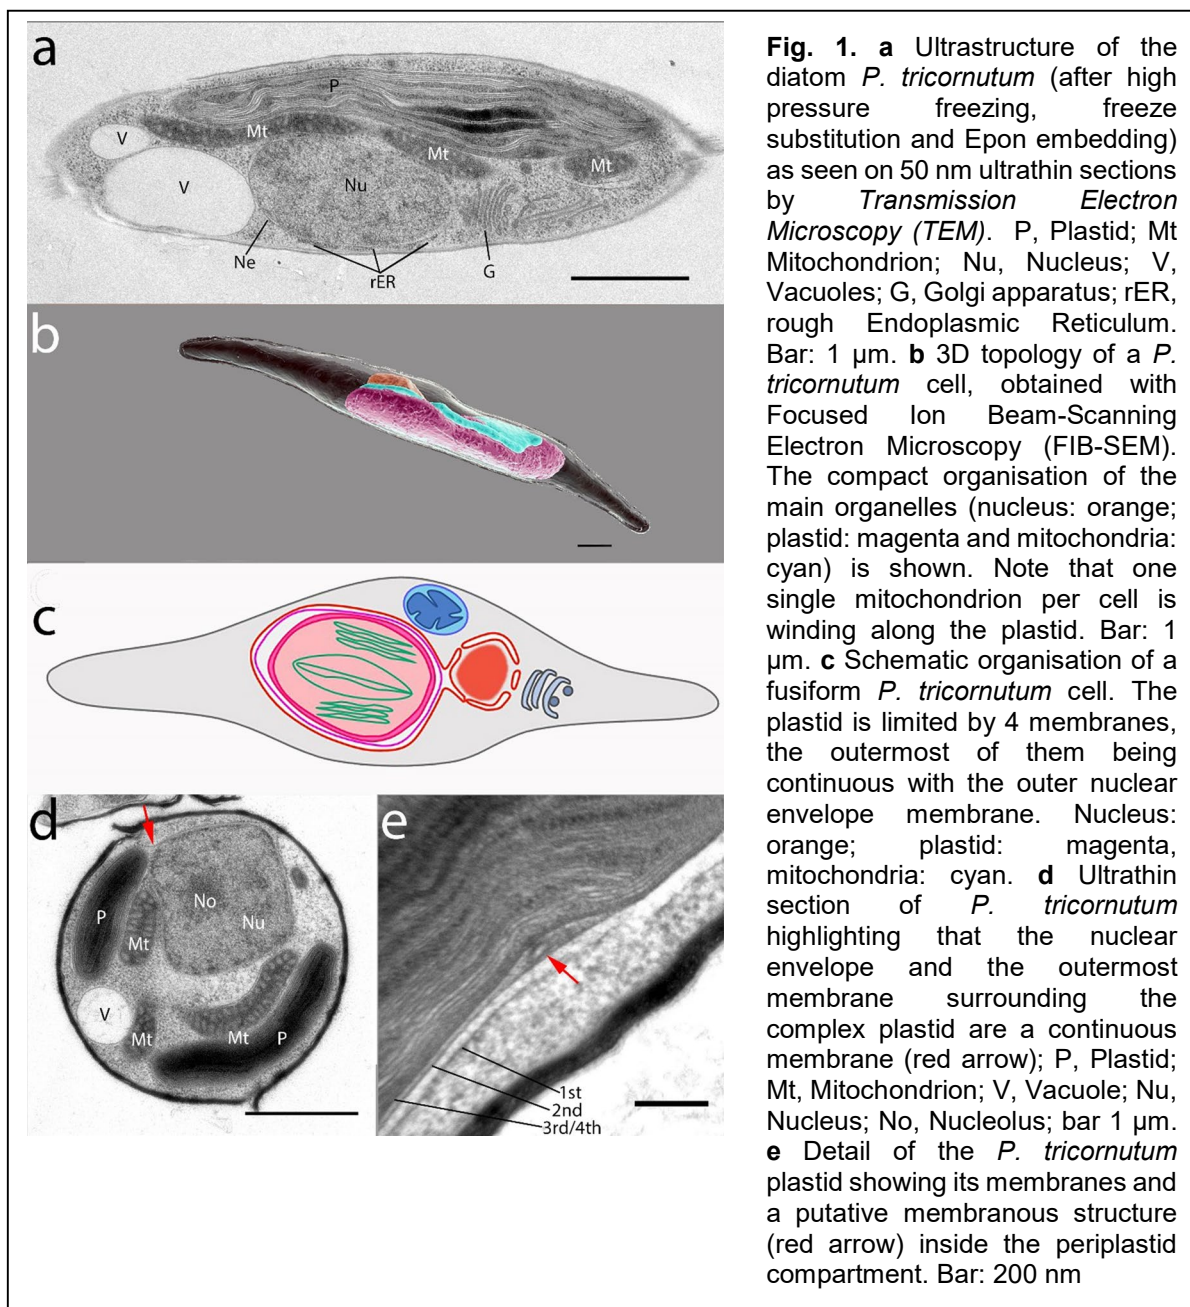 a
P
V
Mt
Mt
Mt
V
Nu
Ne
rER
G
b
c
d
No
P
Nu
Mt
V
Mt
Mt
P
e
1st
2nd
3rd/4th
Fig. 1. a Ultrastructure of the
diatom P. tricornutum (after high
pressure freezing, freeze
substitution and Epon embedding)
as seen on 50 nm ultrathin sections
by Transmission Electron
Microscopy (TEM). P, Plastid; Mt
Mitochondrion; Nu, Nucleus; V,
Vacuoles; G, Golgi apparatus; rER,
rough Endoplasmic Reticulum.
Bar: 1 µm. b 3D topology of a P.
tricornutum cell, obtained with
Focused Ion Beam-Scanning
Electron Microscopy (FIB-SEM).
The compact organisation of the
main organelles (nucleus: orange;
plastid: magenta and mitochondria:
cyan) is shown. Note that one
single mitochondrion per cell is
winding along the plastid. Bar: 1
µm. c Schematic organisation of a
fusiform P. tricornutum cell. The
plastid is limited by 4 membranes,
the outermost of them being
continuous with the outer nuclear
envelope membrane. Nucleus:
orange; plastid: magenta,
mitochondria: cyan. d Ultrathin
section of P. tricornutum
highlighting that the nuclear
envelope and the outermost
membrane surrounding the
complex plastid are a continuous
membrane (red arrow); P, Plastid;
Mt, Mitochondrion; V, Vacuole; Nu,
Nucleus; No, Nucleolus; bar 1 µm.
e Detail of the P. tricornutum
plastid showing its membranes and
a putative membranous structure
(red arrow) inside the periplastid
compartment. Bar: 200 nm